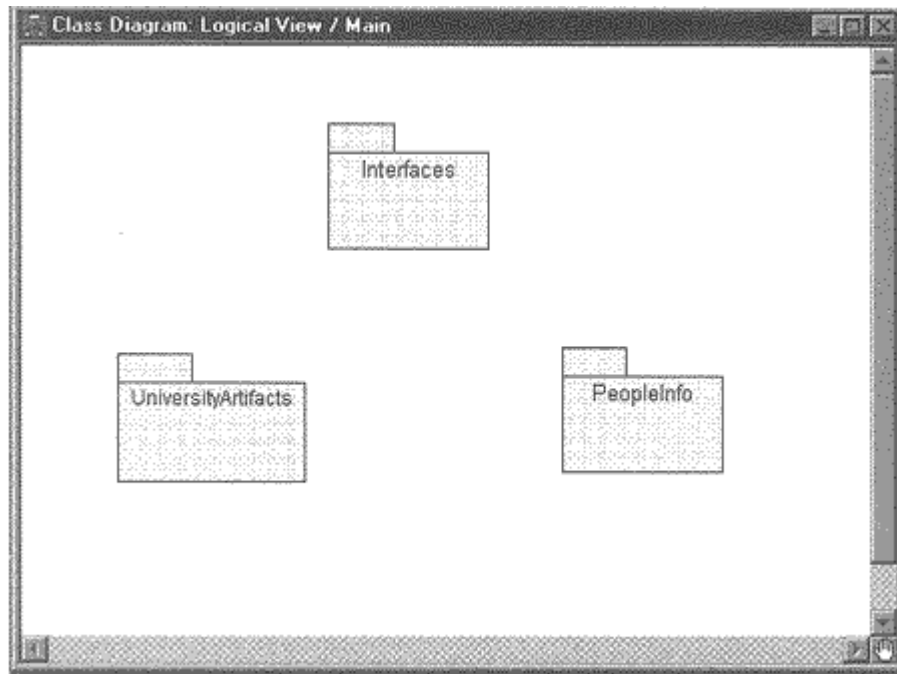 Class Diagram: Logical View / Main
Interfaces
UniversityArtifacts
PeopleInfo